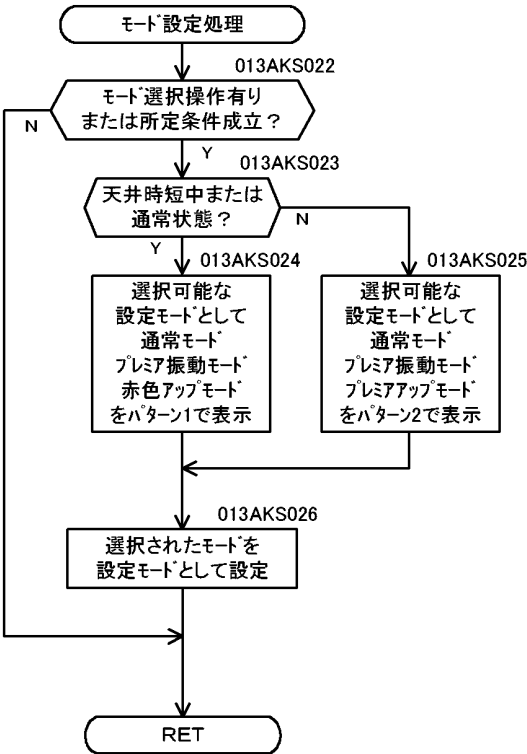 モード設定処理
013AKS022
モード選択操作有り
または所定条件成立？
N
Y
013AKS023
天井時短中または
通常状態？
N
Y
013AKS024
選択可能な
設定モードとして
通常モード
プレミア振動モード
赤色アップモード
をパターン1で表示
013AKS025
選択可能な
設定モードとして
通常モード
プレミア振動モード
プレミアアップモード
をパターン2で表示
013AKS026
選択されたモードを
設定モードとして設定
RET